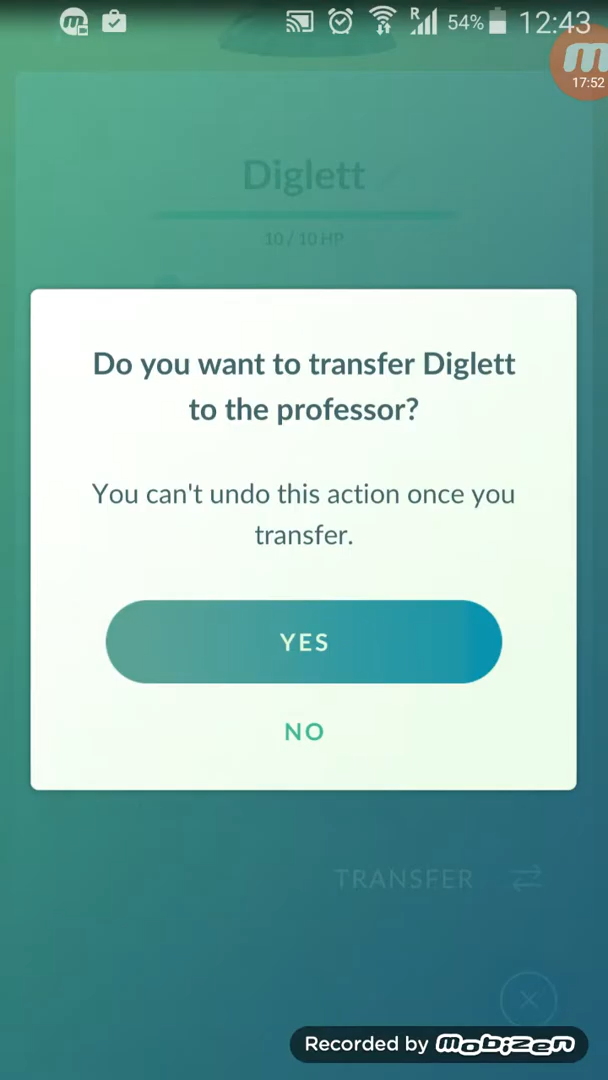 R 54% 12:43
17:52
Diglett
10 / 10 HP
Do you want to transfer Diglett
to the professor?
You can't undo this action once you
transfer.
YES
NO
TRANSFER
Recorded by mobizen